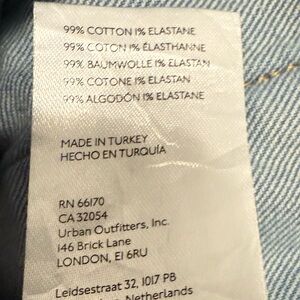 99% COTTON 1% ELASTANE
99% COTON 1% ÉLASTHANNE
99% BAUMWOLLE 1% ELASTAN
99% COTONE 1% ELASTAN
99% ALGODÓN 1% ELASTANE
MADE IN TURKEY
HECHO EN TURQUÍA
RN 66170
CA 32054
Urban Outfitters, Inc.
146 Brick Lane
LONDON, E1 6RU
Leidsestraat 32, 1017 PB
Netherlands